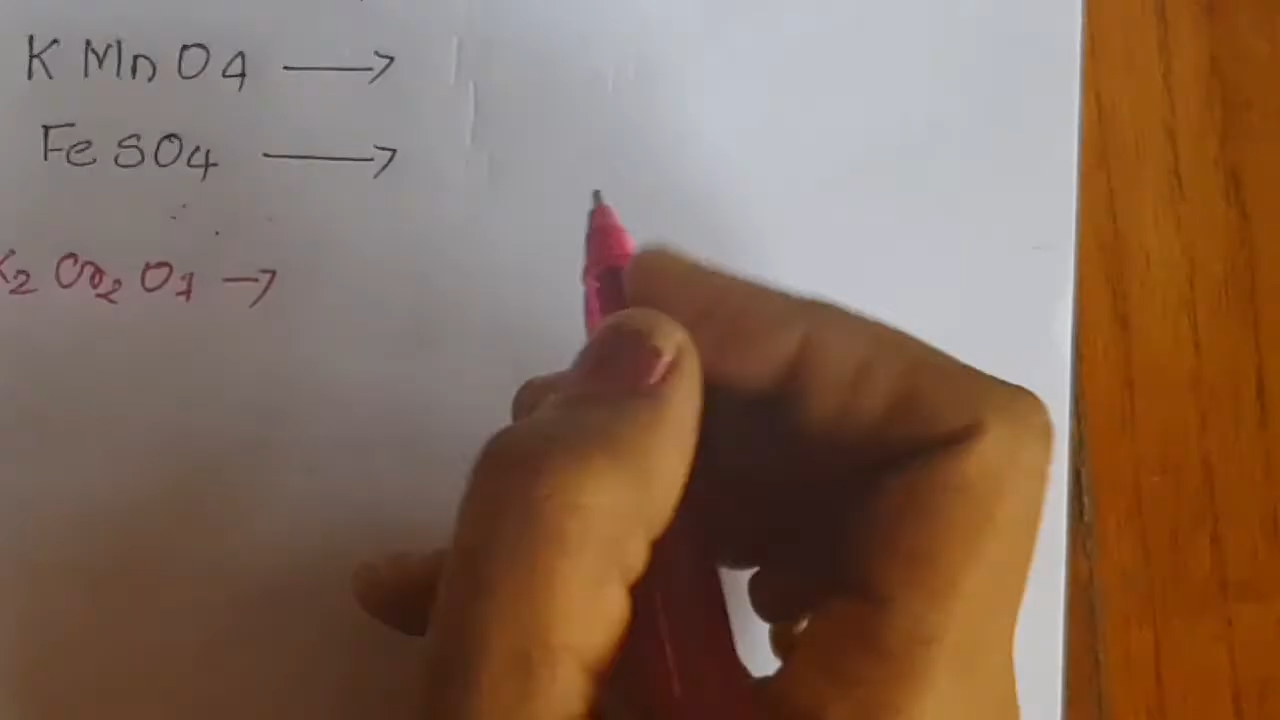 KMnO4 →
FeSO4 →
K2Cr2O7 →